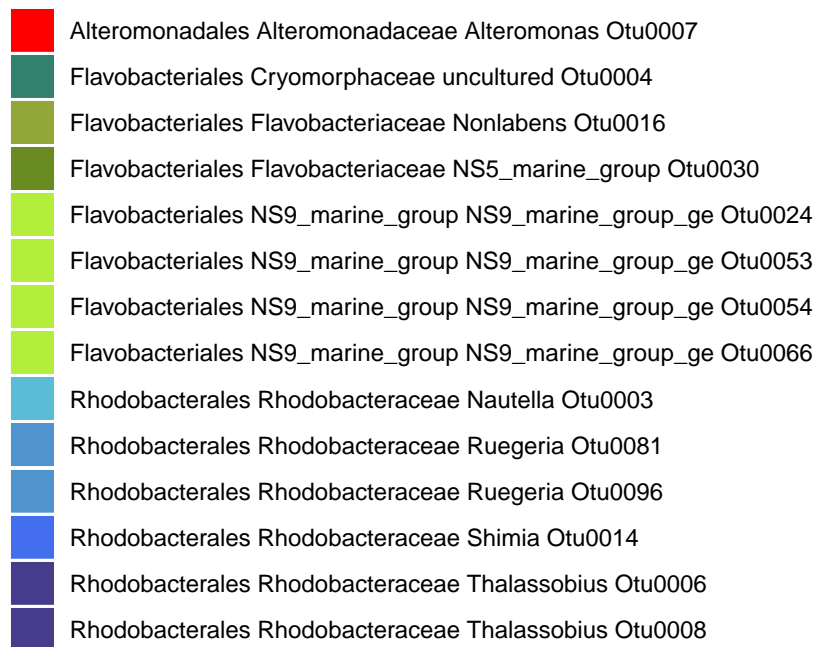 Alteromonadales Alteromonadaceae Alteromonas Otu0007
Flavobacteriales Cryomorphaceae uncultured Otu0004
Flavobacteriales Flavobacteriaceae Nonlabens Otu0016
Flavobacteriales Flavobacteriaceae NS5_marine_group Otu0030
Flavobacteriales NS9_marine_group NS9_marine_group_ge Otu0024
Flavobacteriales NS9_marine_group NS9_marine_group_ge Otu0053
Flavobacteriales NS9_marine_group NS9_marine_group_ge Otu0054
Flavobacteriales NS9_marine_group NS9_marine_group_ge Otu0066
Rhodobacterales Rhodobacteraceae Nautella Otu0003
Rhodobacterales Rhodobacteraceae Ruegeria Otu0081
Rhodobacterales Rhodobacteraceae Ruegeria Otu0096
Rhodobacterales Rhodobacteraceae Shimia Otu0014
Rhodobacterales Rhodobacteraceae Thalassobius Otu0006
Rhodobacterales Rhodobacteraceae Thalassobius Otu0008